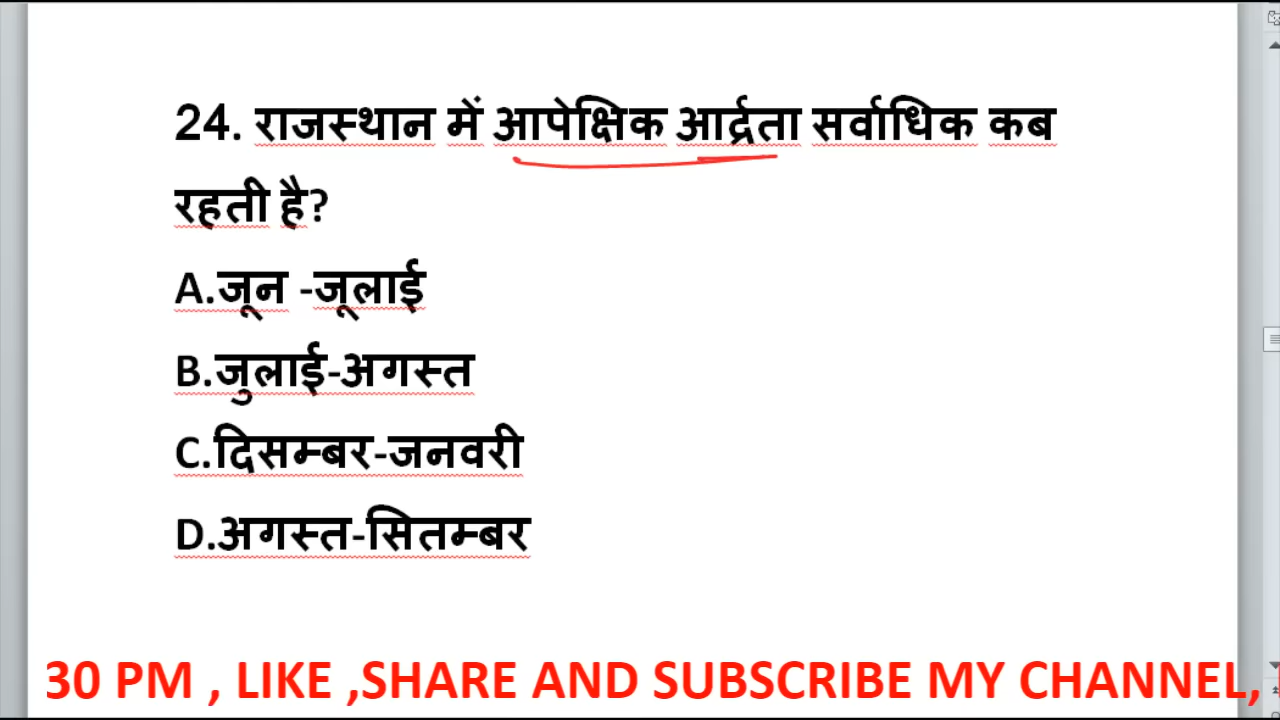 24. राजस्थान में आपेक्षिक आर्द्रता सर्वाधिक कब
रहती है?
A.जून -जूलाई
B.जुलाई-अगस्त
C.दिसम्बर-जनवरी
D.अगस्त-सितम्बर
30 PM , LIKE ,SHARE AND SUBSCRIBE MY CHANNEL,